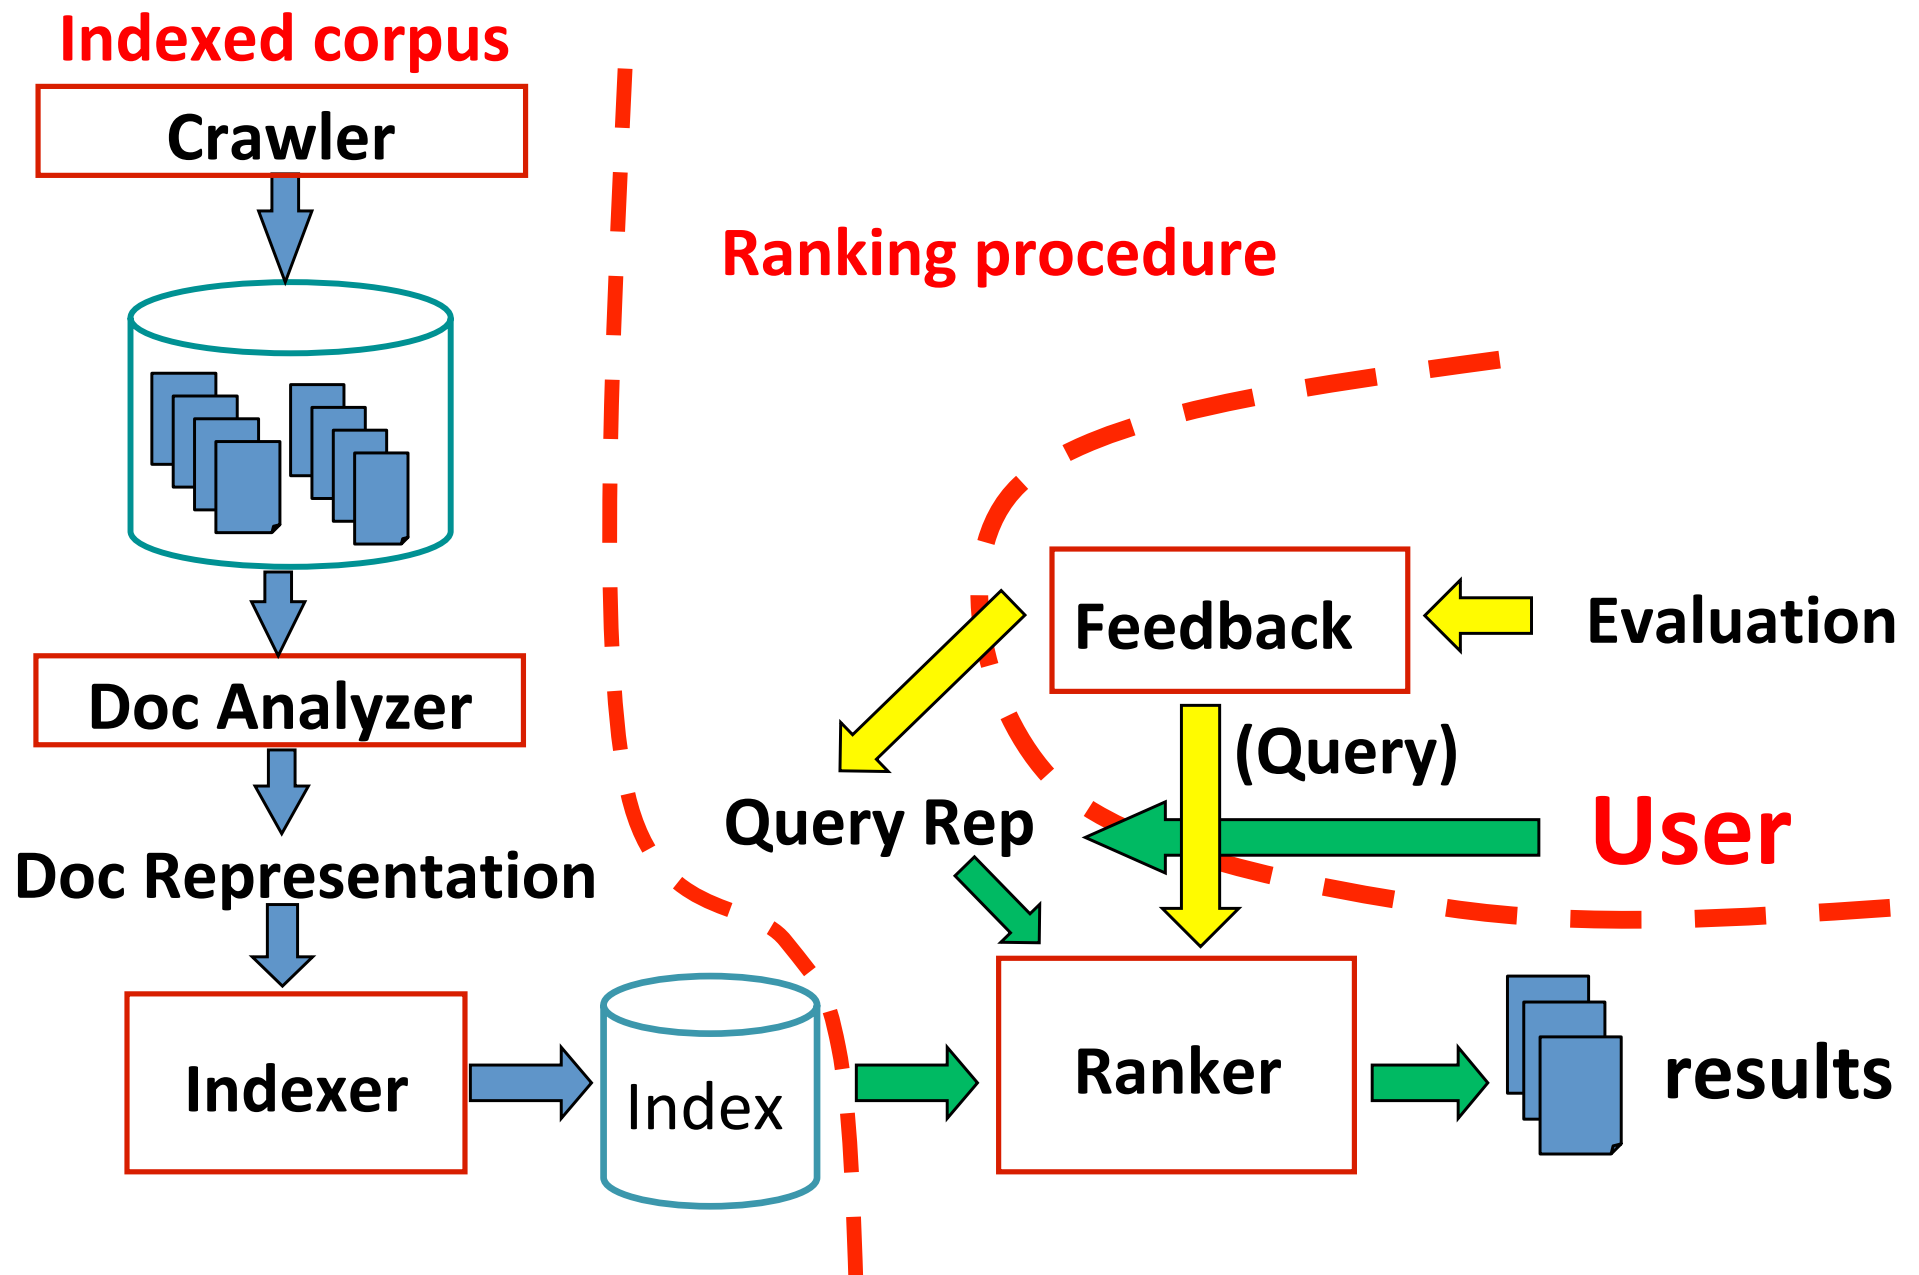 Indexed corpus
Crawler
Ranking procedure
Feedback
Evaluation
Doc Analyzer
(Query)
Query Rep
User
Doc Representation
Indexer
Index
Ranker
results